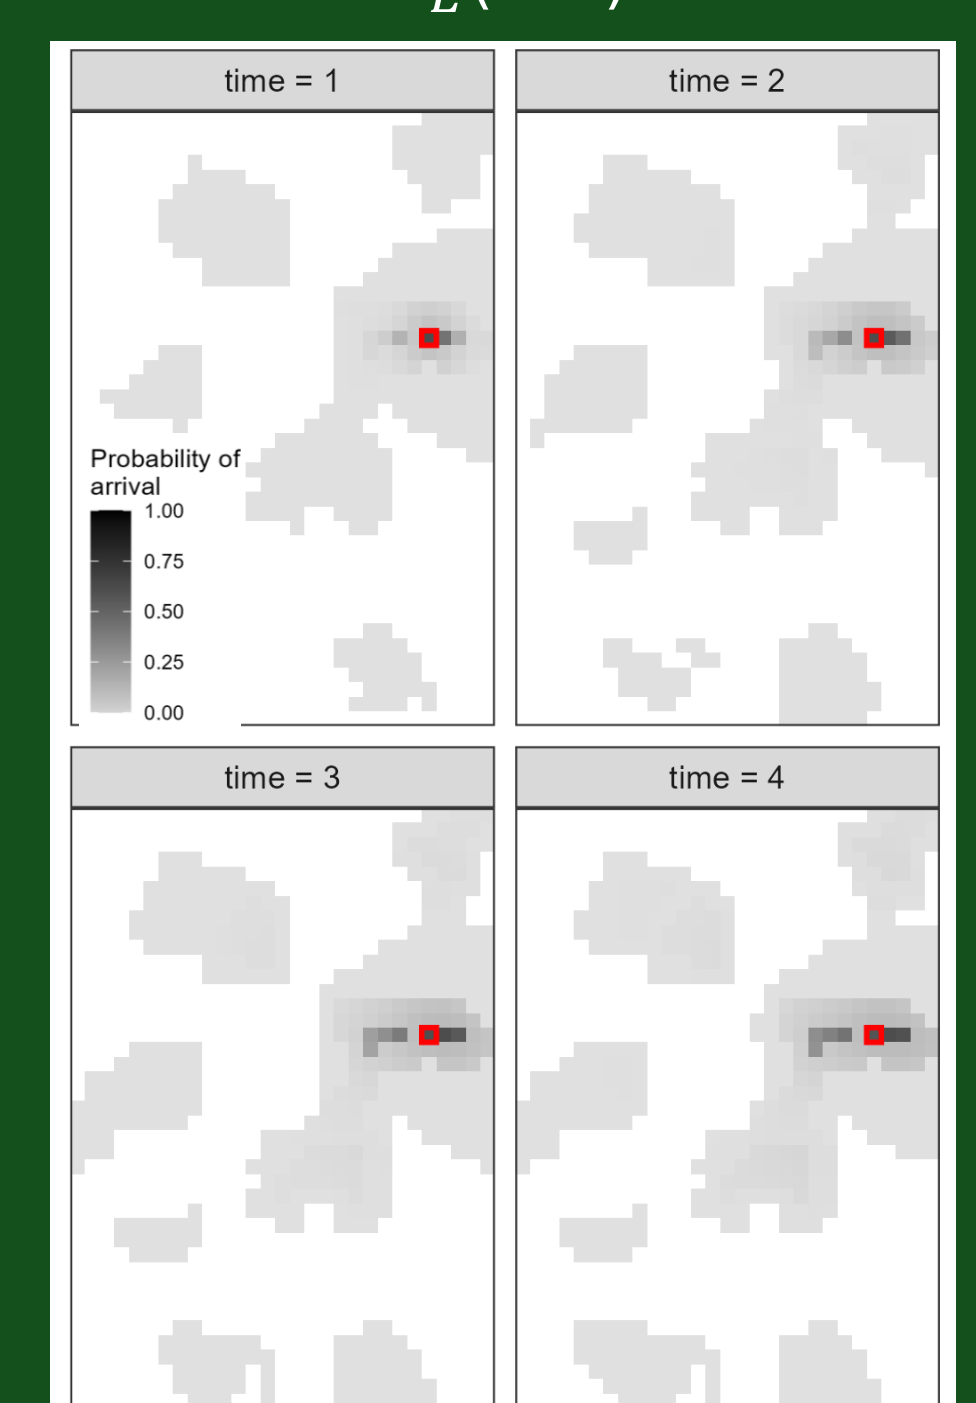 time = 1
time = 2
Probability of
arrival
1.00
0.75
0.50
0.25
0.00
time = 3
time = 4